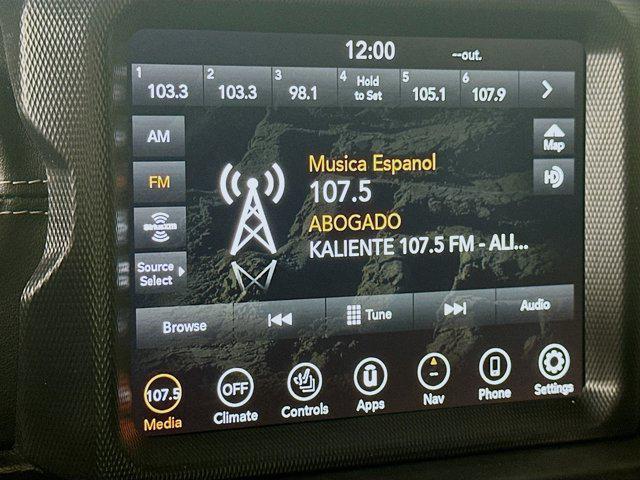 12:00 --out.
1 103.3 2 103.3 3 98.1 4 Hold to Set 5 105.1 6 107.9
AM
FM
SiriusXM
Source
Select
Map
HD
Musica Espanol
107.5
ABOGADO
KALIENTE 107.5 FM - ALI...
Browse Tune Audio
107.5 OFF
Media Climate Controls Apps Nav Phone Settings